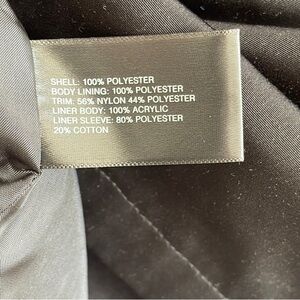 SHELL: 100% POLYESTER
BODY LINING: 100% POLYESTER
TRIM: 56% NYLON 44% POLYESTER
LINER BODY: 100% ACRYLIC
LINER SLEEVE: 80% POLYESTER
20% COTTON